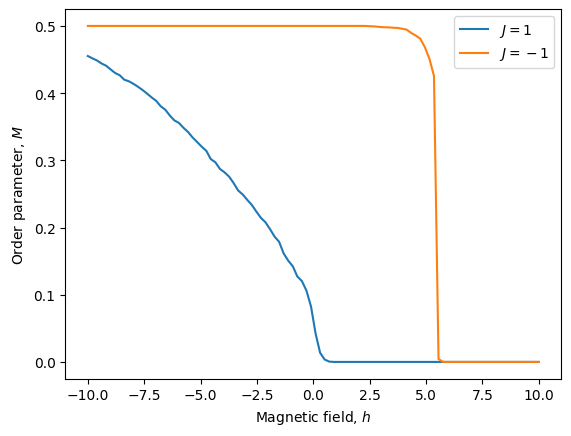 0.5
0.4
0.3
0.2
0.1
0.0
Order parameter, M
J = 1
J = −1
−10.0 −7.5 −5.0 −2.5 0.0 2.5 5.0 7.5 10.0
Magnetic field, h